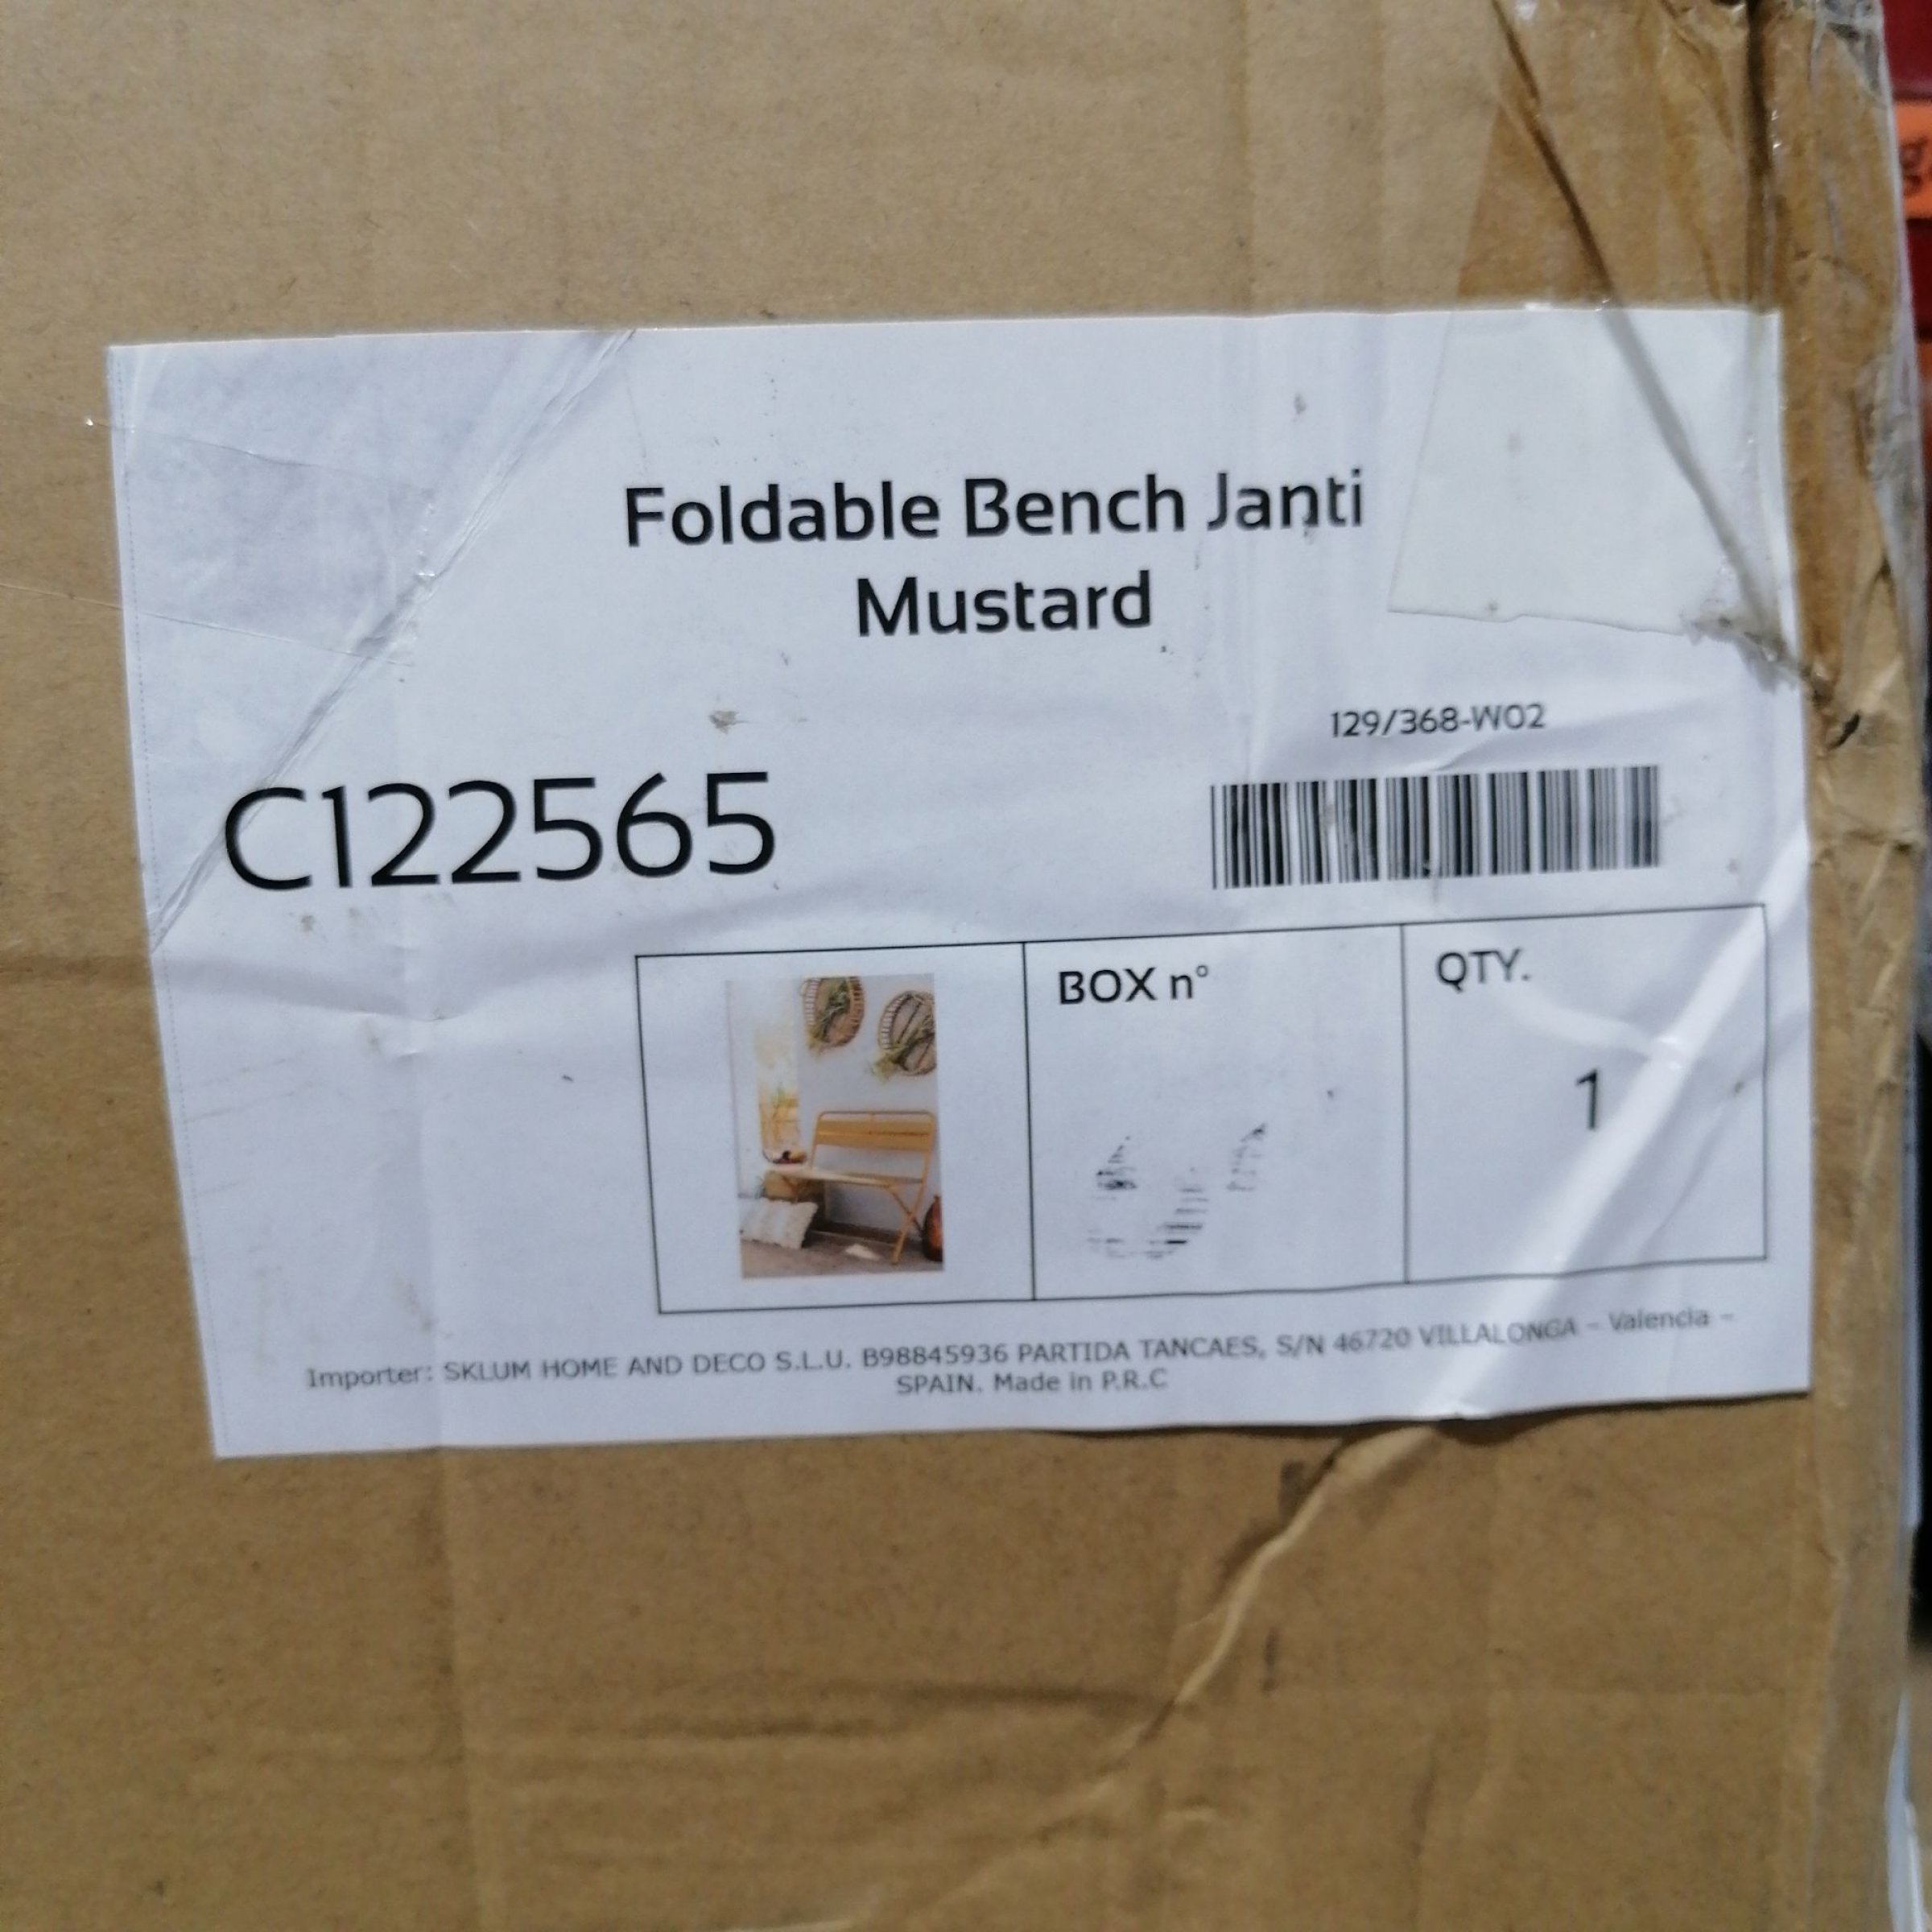 Foldable Bench Janti
Mustard
129/368-W02
C122565
BOX n°
QTY.
1
Importer: SKLUM HOME AND DECO S.L.U. B98845936 PARTIDA TANCAES, S/N 46720 VILLALONGA - Valencia -
SPAIN. Made in P.R.C